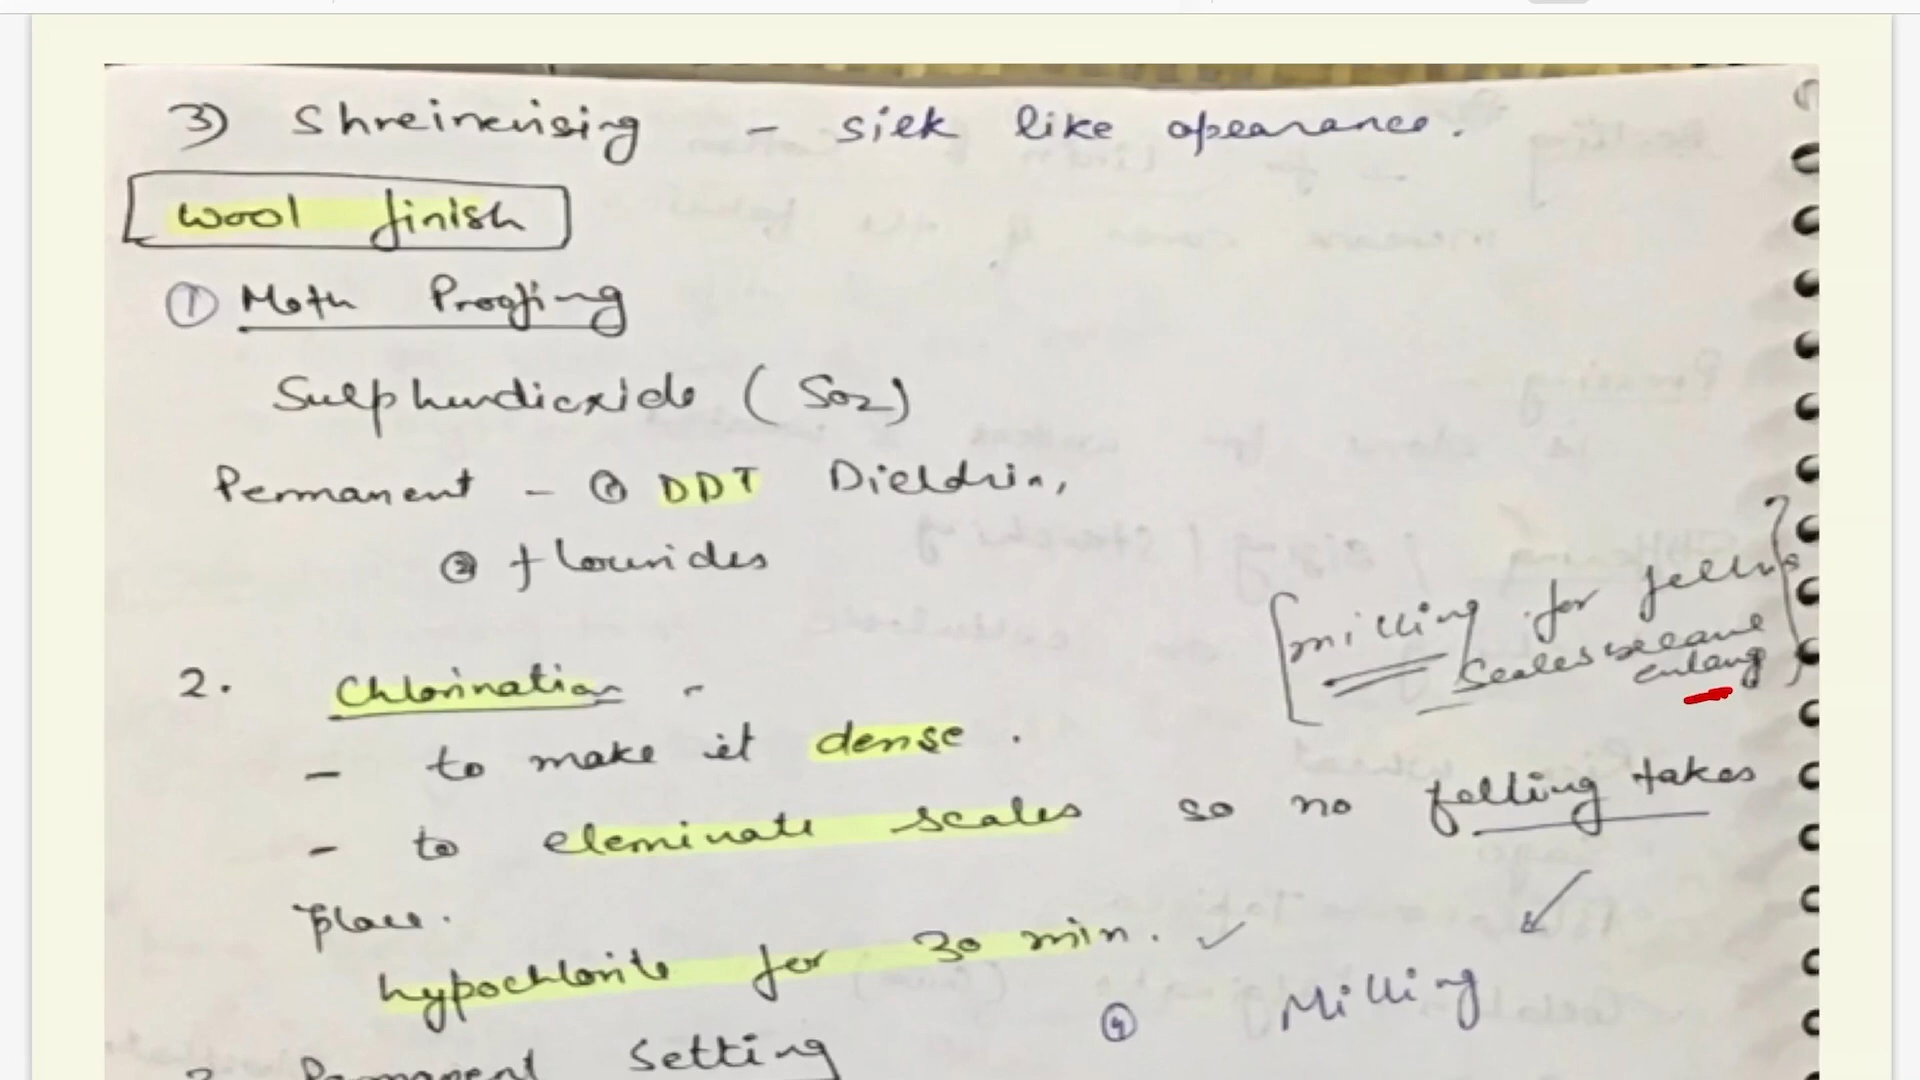 3) Shreinerising - silk like apearance.
wool finish
① Moth Proofing
Sulphurdioxide (SO2)
Permanent - ① DDT Dieldrin,
② flourides
[milling for felting
Scales became
entang
2. Chlorination -
- to make it dense.
- to eleminate scales so no felting takes
place.
hypochlorite for 30 min. ✓
④ Milling
3. Permanent Setting